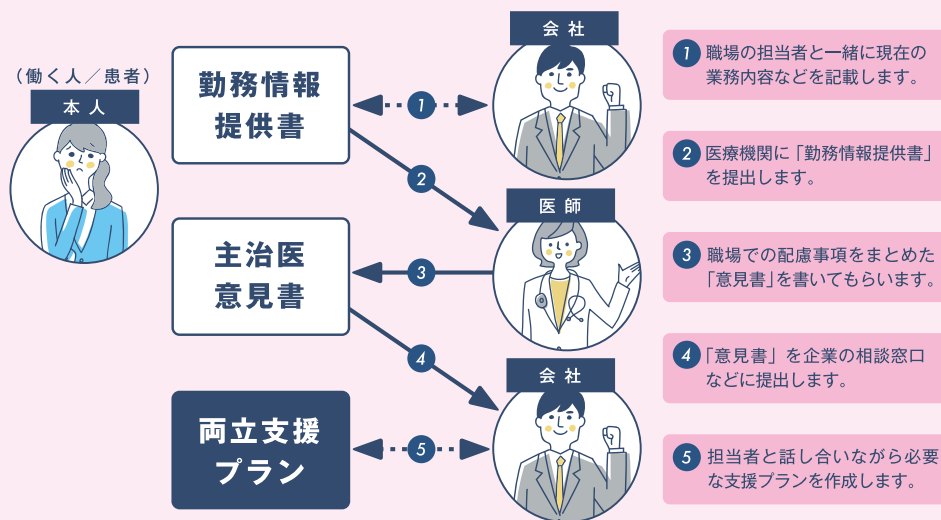 （働く人／患者）
本人
勤務情報
提供書
主治医
意見書
両立支援
プラン
1
2
3
4
5
会社
医師
会社
1 職場の担当者と一緒に現在の
業務内容などを記載します。
2 医療機関に「勤務情報提供書」
を提出します。
3 職場での配慮事項をまとめた
「意見書」を書いてもらいます。
4 「意見書」を企業の相談窓口
などに提出します。
5 担当者と話し合いながら必要
な支援プランを作成します。